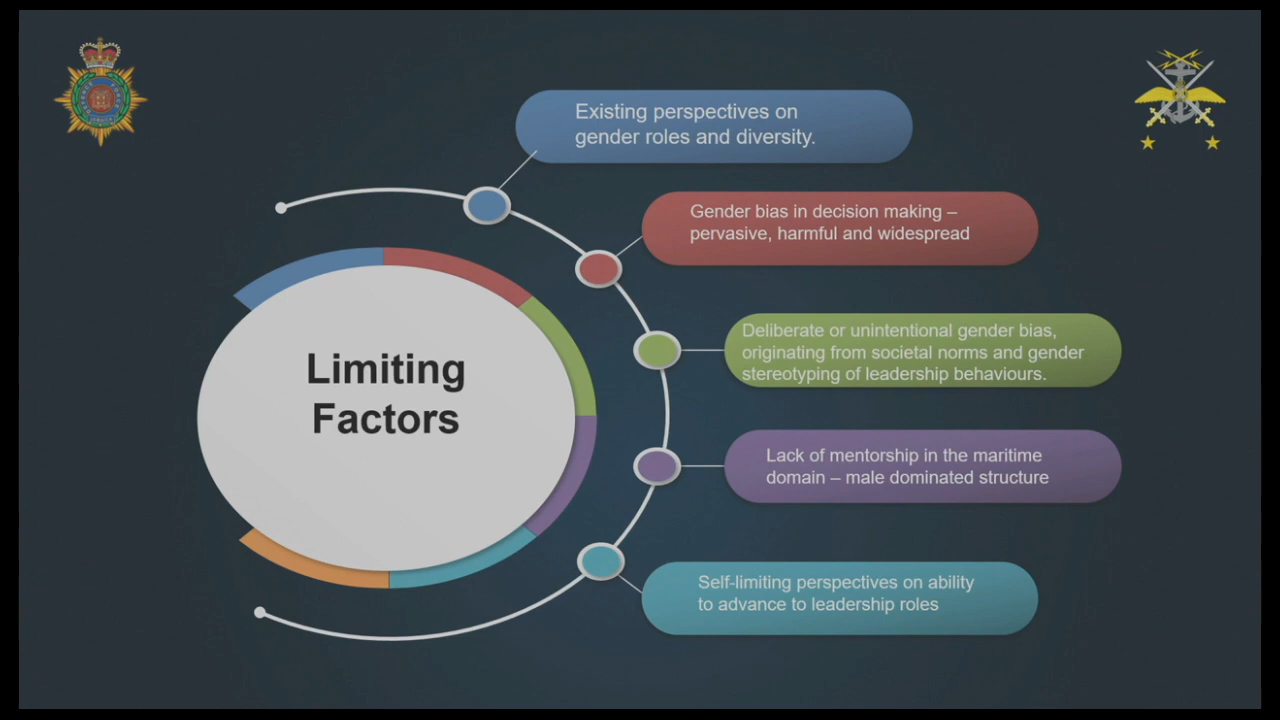 Existing perspectives on
gender roles and diversity.
Gender bias in decision making –
pervasive, harmful and widespread
Limiting
Factors
Deliberate or unintentional gender bias,
originating from societal norms and gender
stereotyping of leadership behaviours.
Lack of mentorship in the maritime
domain – male dominated structure
Self-limiting perspectives on ability
to advance to leadership roles